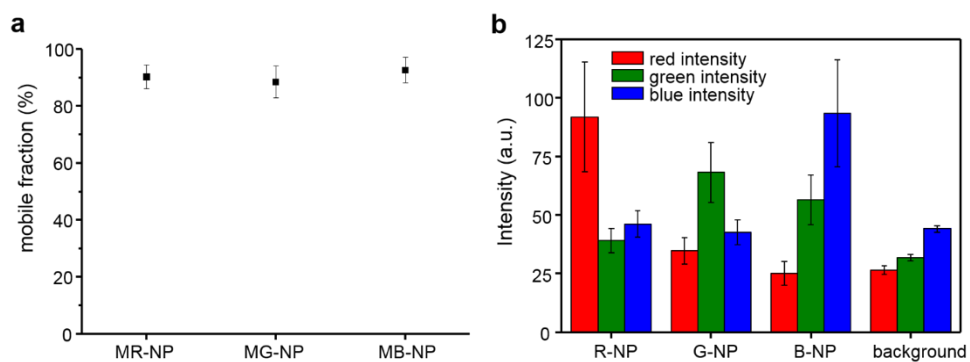 a
mobile fraction (%)
100
80
60
40
20
0
MR-NP
MG-NP
MB-NP
b
Intensity (a.u.)
125
100
75
50
25
0
red intensity
green intensity
blue intensity
R-NP
G-NP
B-NP
background